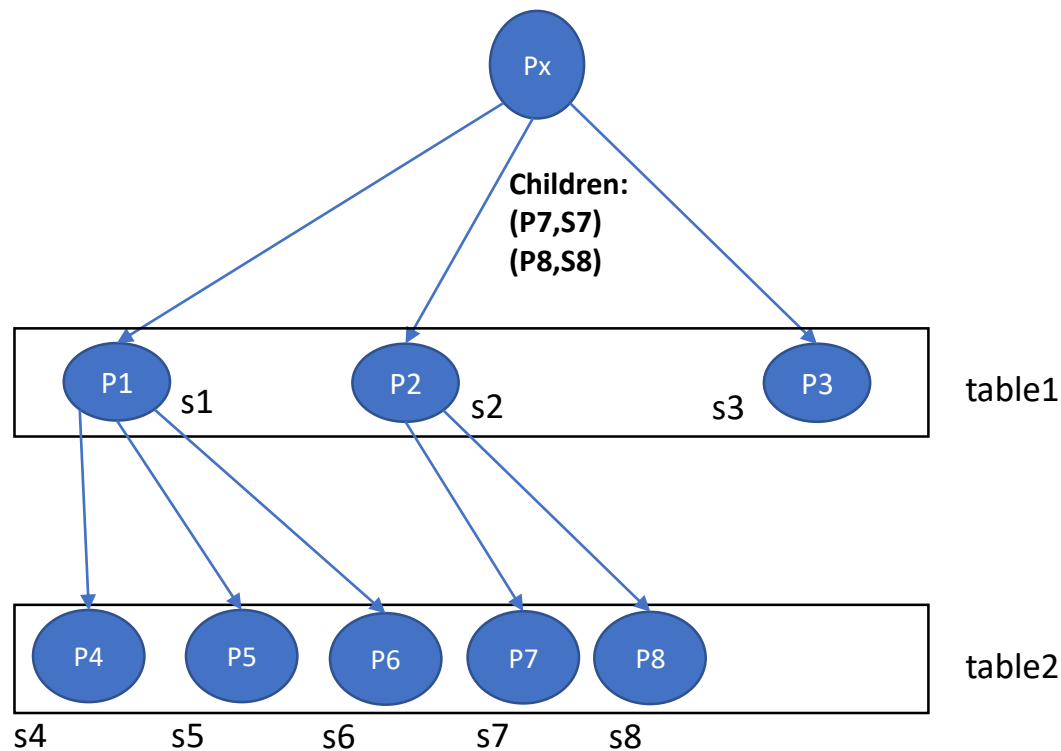 Px
Children:
(P7,S7)
(P8,S8)
P1
s1
P2
s2
s3
P3
table1
P4
P5
P6
P7
P8
table2
s4
s5
s6
s7
s8